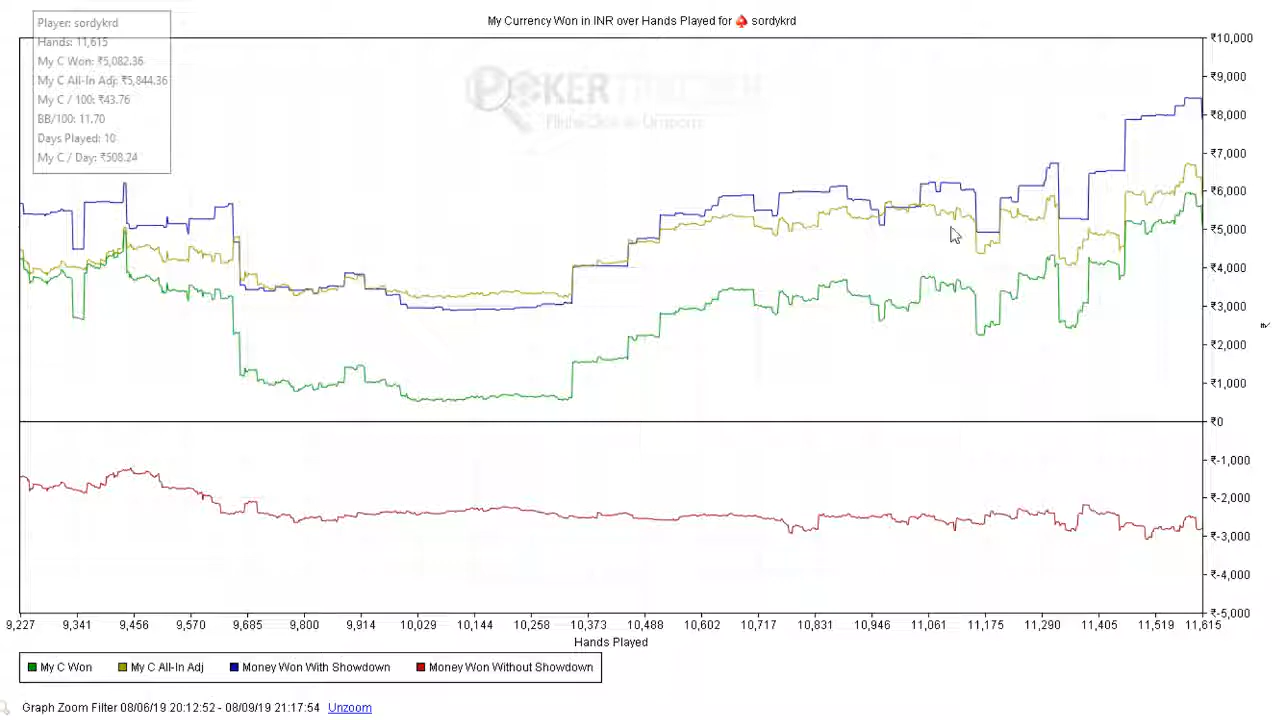 My Currency Won in INR over Hands Played for sordykrd
Player: sordykrd
Hands: 11,615
My C Won: ₹5,082.36
My C All-In Adj: ₹5,844.36
My C / 100: ₹43.76
BB/100: 11.70
Days Played: 10
My C / Day: ₹508.24
₹10,000
₹9,000
₹8,000
₹7,000
₹6,000
₹5,000
₹4,000
₹3,000
₹2,000
₹1,000
₹0
₹-1,000
₹-2,000
₹-3,000
₹-4,000
₹-5,000
9,227 9,341 9,456 9,570 9,685 9,800 9,914 10,029 10,144 10,258 10,373 10,488 10,602 10,717 10,831 10,946 11,061 11,175 11,290 11,405 11,519 11,615
Hands Played
My C Won My C All-In Adj Money Won With Showdown Money Won Without Showdown
Graph Zoom Filter 08/06/19 20:12:52 - 08/09/19 21:17:54 Unzoom